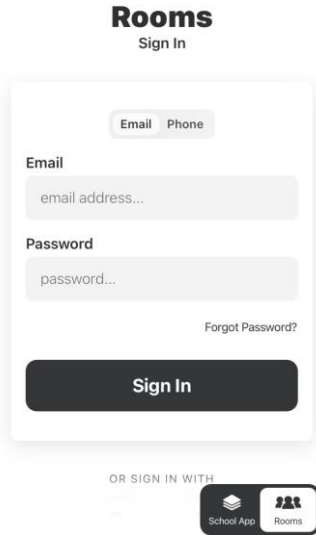 Rooms
Sign In
Email Phone
Email
email address...
Password
password...
Forgot Password?
Sign In
OR SIGN IN WITH
School App Rooms